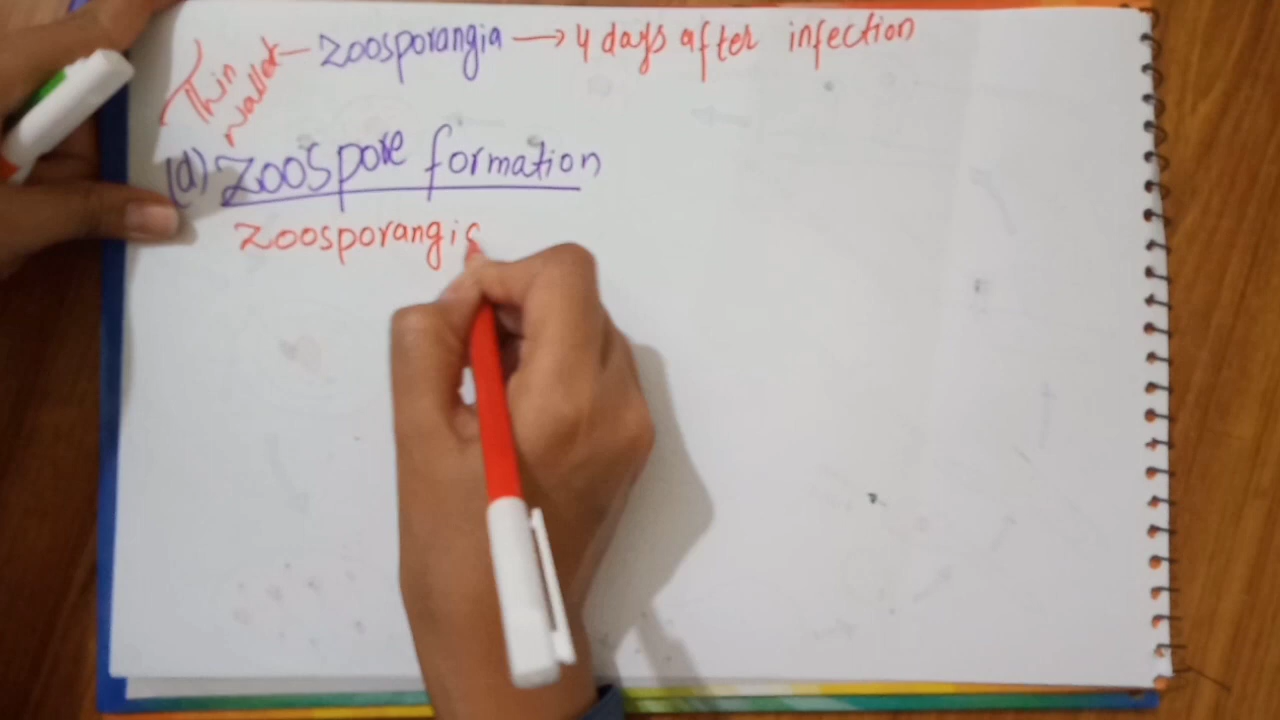 Thin walled — zoosporangia → 4 days after infection
(d) Zoospore formation
zoosporangi